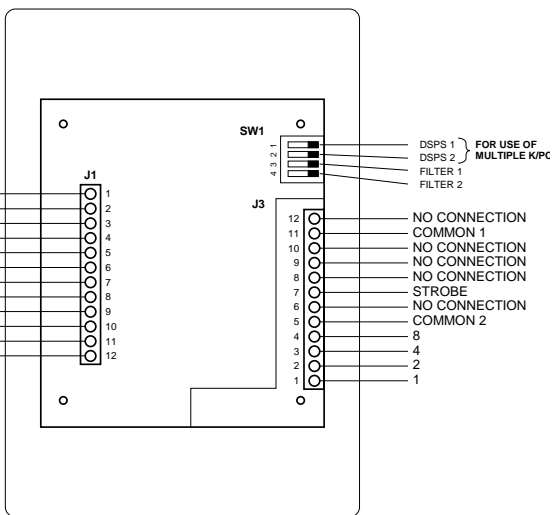 SW1
1
2
3
4
DSPS 1
DSPS 2
FILTER 1
FILTER 2
FOR USE OF
MULTIPLE K/PC
J1
1
2
3
4
5
6
7
8
9
10
11
12
J3
12 NO CONNECTION
11 COMMON 1
10 NO CONNECTION
9 NO CONNECTION
8 NO CONNECTION
7 STROBE
6 NO CONNECTION
5 COMMON 2
4 8
3 4
2 2
1 1